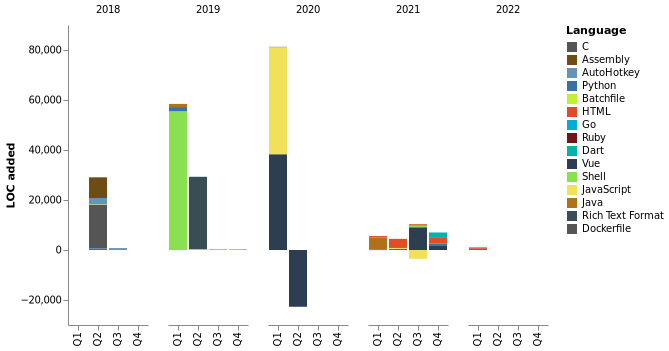 2018 2019 2020 2021 2022
LOC added
80,000
60,000
40,000
20,000
0
−20,000
Q1 Q2 Q3 Q4 Q1 Q2 Q3 Q4 Q1 Q2 Q3 Q4 Q1 Q2 Q3 Q4 Q1 Q2 Q3 Q4
Language
C
Assembly
AutoHotkey
Python
Batchfile
HTML
Go
Ruby
Dart
Vue
Shell
JavaScript
Java
Rich Text Format
Dockerfile